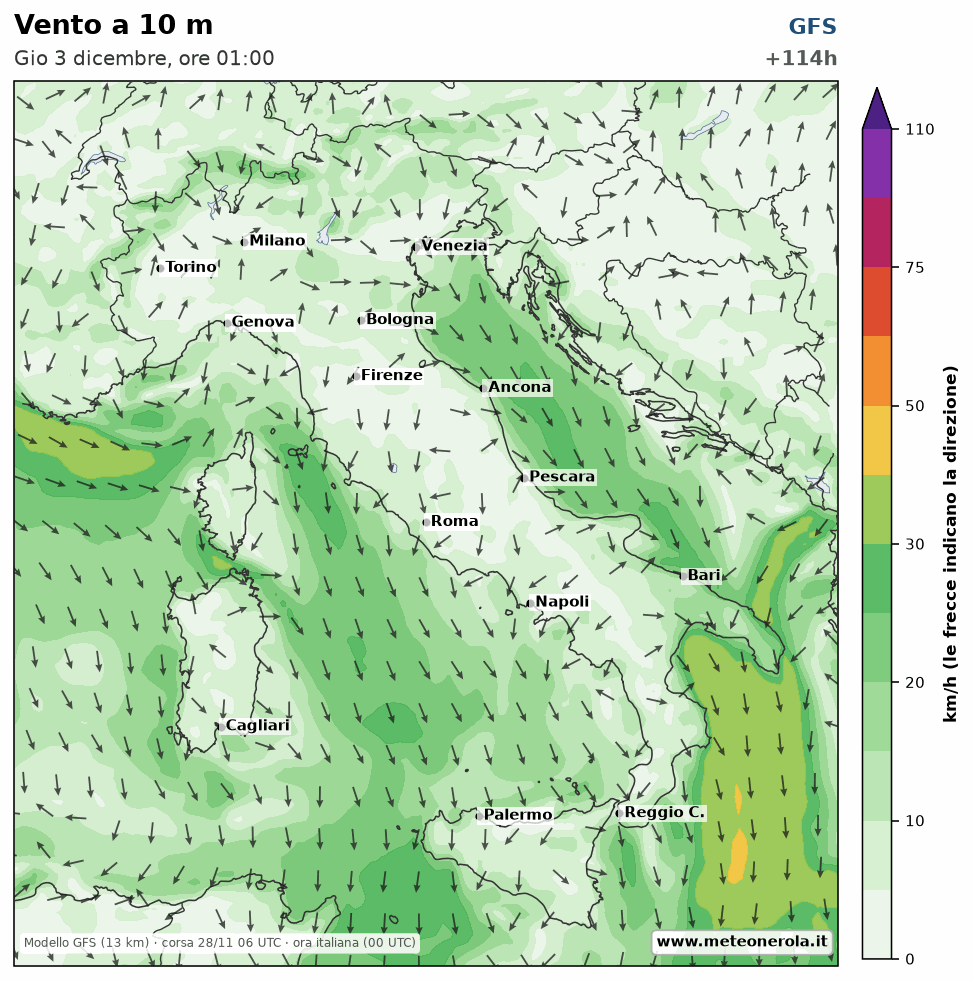 Vento a 10 m
GFS
Gio 3 dicembre, ore 01:00
+114h
Milano
Venezia
Torino
Genova
Bologna
Firenze
Ancona
Pescara
Roma
Bari
Napoli
Cagliari
Palermo
Reggio C.
110
75
50
30
20
10
0
km/h (le frecce indicano la direzione)
Modello GFS (13 km) · corsa 28/11 06 UTC · ora italiana (00 UTC)
www.meteonerola.it